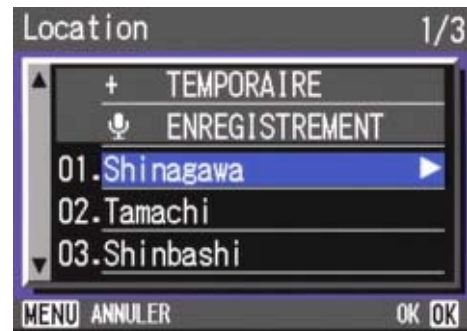 Location 1/3
+ TEMPORAIRE
ENREGISTREMENT
01.Shinagawa
02.Tamachi
03.Shinbashi
MENU ANNULER OK OK